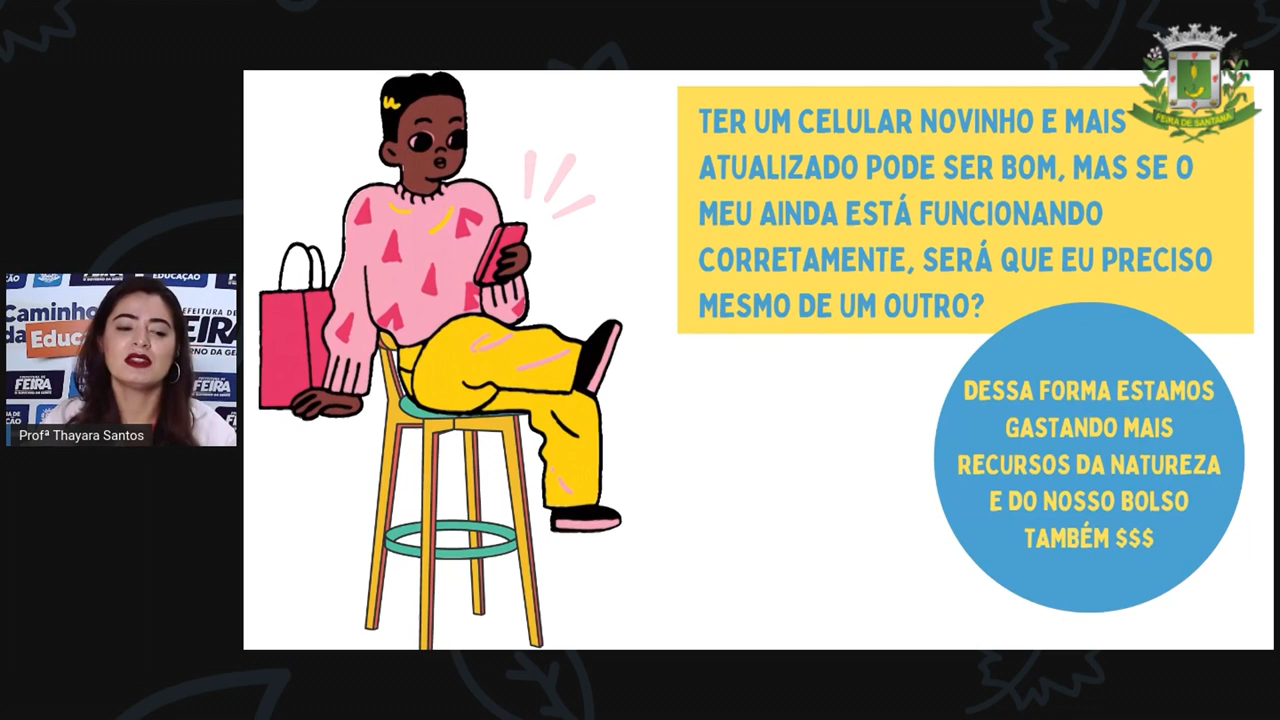 TER UM CELULAR NOVINHO E MAIS
ATUALIZADO PODE SER BOM, MAS SE O
MEU AINDA ESTÁ FUNCIONANDO
CORRETAMENTE, SERÁ QUE EU PRECISO
MESMO DE UM OUTRO?
DESSA FORMA ESTAMOS
GASTANDO MAIS
RECURSOS DA NATUREZA
E DO NOSSO BOLSO
TAMBÉM $$$
FEIRA DE SANTANA
EDUCAÇÃO
Caminho
da Educ
FEIRA
FEIRA
Profª Thayara Santos